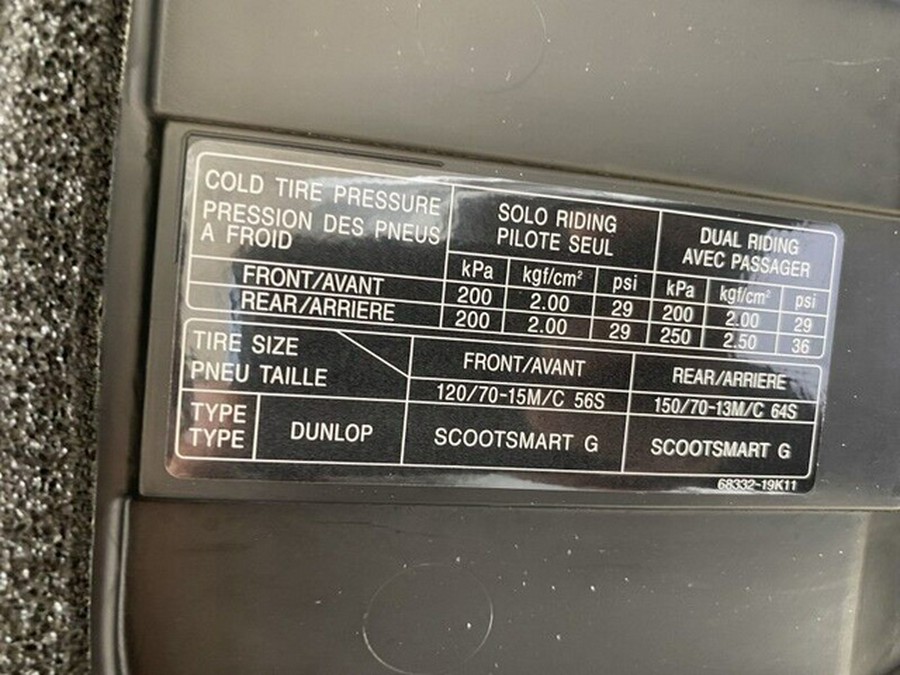 COLD TIRE PRESSURE
PRESSION DES PNEUS
A FROID
SOLO RIDING
PILOTE SEUL
DUAL RIDING
AVEC PASSAGER
kPa kgf/cm² psi kPa kgf/cm² psi
FRONT/AVANT 200 2.00 29 200 2.00 29
REAR/ARRIERE 200 2.00 29 250 2.50 36
TIRE SIZE
PNEU TAILLE
FRONT/AVANT REAR/ARRIERE
120/70-15M/C 56S 150/70-13M/C 64S
TYPE
TYPE
DUNLOP SCOOTSMART G SCOOTSMART G
68332-19K11